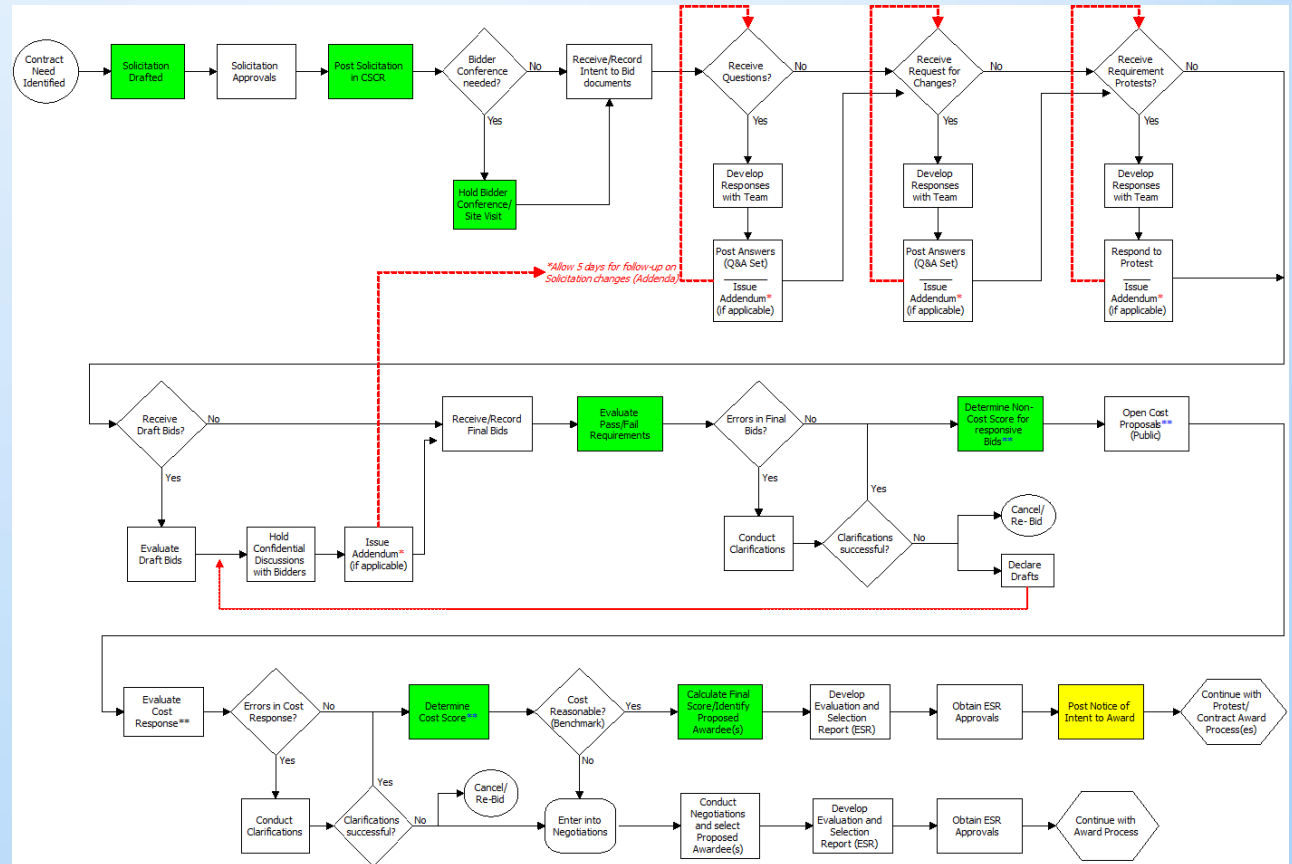 Contract
Need
Identified
Solicitation
Drafted
Solicitation
Approvals
Post Solicitation
in CSCR
Bidder
Conference
needed?
No
Yes
Hold Bidder
Conference/
Site Visit
Receive/Record
Intent to Bid
documents
Receive
Questions?
No
Yes
Develop
Responses
with Team
Post Answers
(Q&A Set)
Issue
Addendum*
(if applicable)
Receive
Request for
Changes?
No
Yes
Develop
Responses
with Team
Post Answers
(Q&A Set)
Issue
Addendum*
(if applicable)
Receive
Requirement
Protests?
No
Yes
Develop
Responses
with Team
Respond to
Protest
Issue
Addendum*
(if applicable)
*Allow 5 days for follow-up on
Solicitation changes (Addenda)
Receive
Draft Bids?
No
Yes
Evaluate
Draft Bids
Hold
Confidential
Discussions
with Bidders
Issue
Addendum*
(if applicable)
Receive/Record
Final Bids
Evaluate
Pass/Fail
Requirements
Errors in Final
Bids?
No
Yes
Conduct
Clarifications
Clarifications
successful?
Yes
No
Cancel/
Re- Bid
Declare
Drafts
Determine Non-
Cost Score for
responsive
Bids**
Open Cost
Proposals**
(Public)
Evaluate
Cost
Response**
Errors in Cost
Response?
No
Yes
Conduct
Clarifications
Clarifications
successful?
Yes
No
Cancel/
Re-Bid
Determine
Cost Score**
Cost
Reasonable?
(Benchmark)
Yes
No
Enter into
Negotiations
Calculate Final
Score/Identify
Proposed
Awardee(s)
Develop
Evaluation and
Selection
Report (ESR)
Obtain ESR
Approvals
Post Notice of
Intent to Award
Continue with
Protest/
Contract Award
Process(es)
Conduct
Negotiations
and select
Proposed
Awardee(s)
Develop
Evaluation and
Selection
Report (ESR)
Obtain ESR
Approvals
Continue with
Award Process